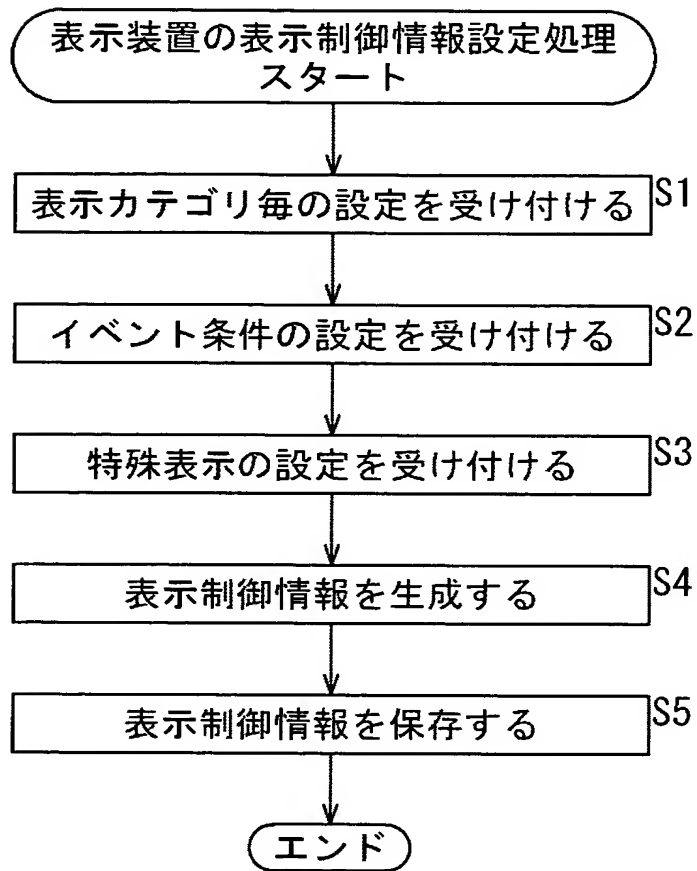 表示装置の表示制御情報設定処理
スタート
表示カテゴリ毎の設定を受け付ける
S1
イベント条件の設定を受け付ける
S2
特殊表示の設定を受け付ける
S3
表示制御情報を生成する
S4
表示制御情報を保存する
S5
エンド